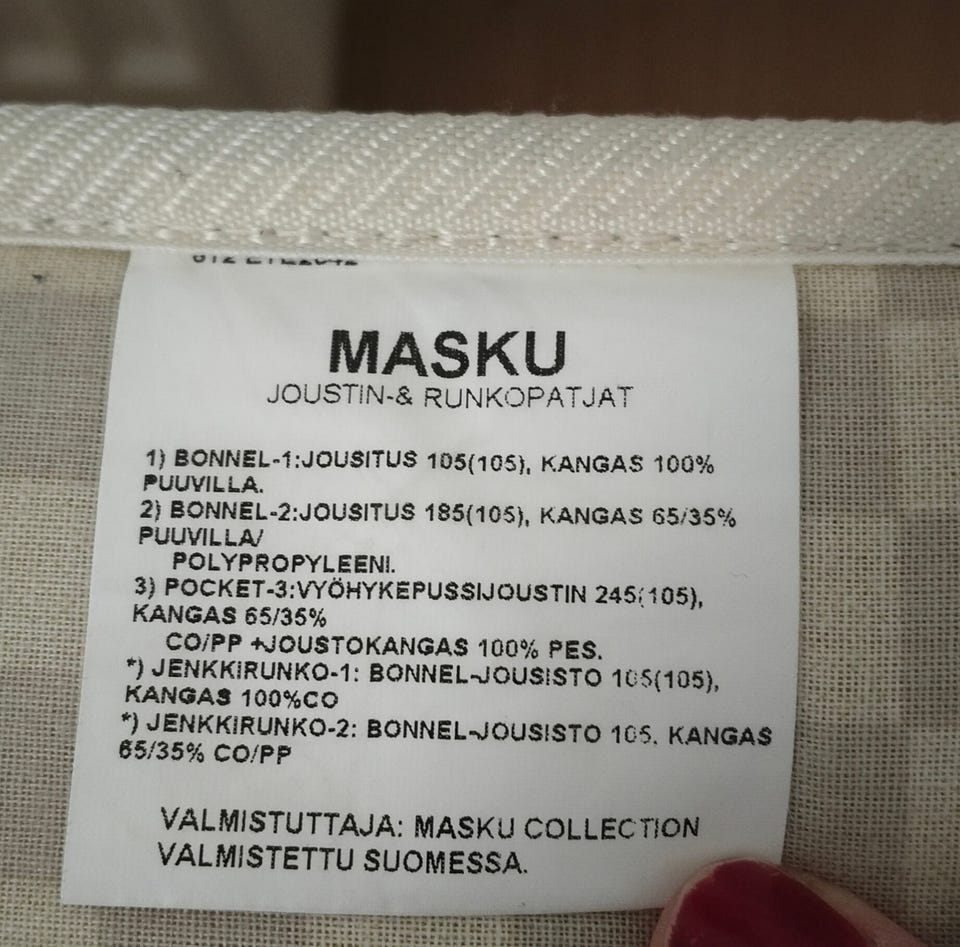 MASKU
JOUSTIN-& RUNKOPATJAT
1) BONNEL-1:JOUSITUS 105(105), KANGAS 100%
PUUVILLA.
2) BONNEL-2:JOUSITUS 185(105), KANGAS 65/35%
PUUVILLA/
POLYPROPYLEENI.
3) POCKET-3:VYÖHYKEPUSSIJOUSTIN 245(105),
KANGAS 65/35%
CO/PP +JOUSTOKANGAS 100% PES.
*) JENKKIRUNKO-1: BONNEL-JOUSISTO 105(105),
KANGAS 100%CO
*) JENKKIRUNKO-2: BONNEL-JOUSISTO 105. KANGAS
65/35% CO/PP
VALMISTUTTAJA: MASKU COLLECTION
VALMISTETTU SUOMESSA.